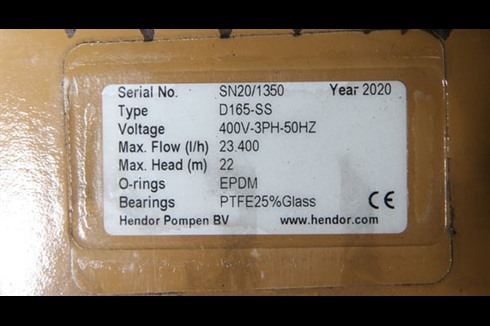 Serial No. SN20/1350 Year 2020
Type D165-SS
Voltage 400V-3PH-50HZ
Max. Flow (l/h) 23.400
Max. Head (m) 22
O-rings EPDM
Bearings PTFE25%Glass CE
Hendor Pompen BV www.hendor.com